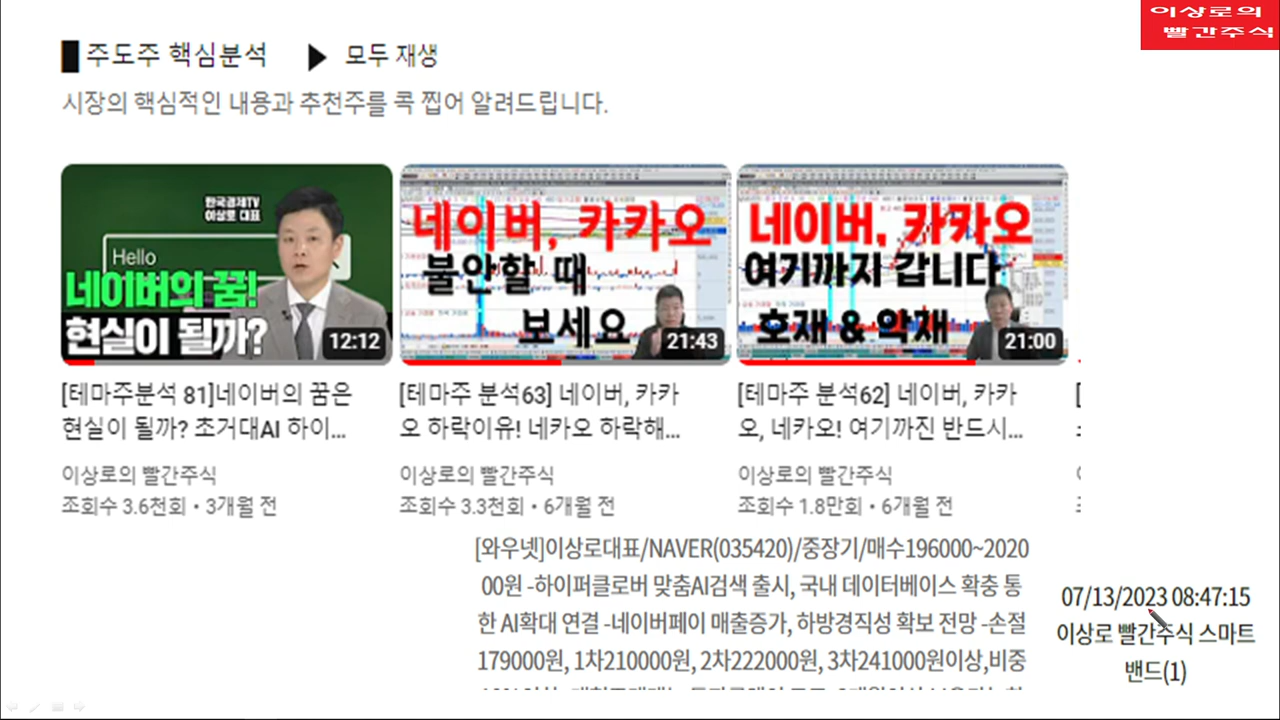 이상로의
빨간주식
주도주 핵심분석 ▶ 모두 재생
시장의 핵심적인 내용과 추천주를 콕 찝어 알려드립니다.
한국경제TV
이상로 대표
Hello
네이버의 꿈!
현실이 될까?
12:12
네이버, 카카오
불안할 때
보세요
21:43
네이버, 카카오
여기까지 갑니다
호재 & 악재
21:00
[테마주분석 81]네이버의 꿈은
현실이 될까? 초거대AI 하이...
이상로의 빨간주식
조회수 3.6천회 • 3개월 전
[테마주 분석63] 네이버, 카카
오 하락이유! 네카오 하락해...
이상로의 빨간주식
조회수 3.3천회 • 6개월 전
[테마주 분석62] 네이버, 카카
오, 네카오! 여기까진 반드시...
이상로의 빨간주식
조회수 1.8만회 • 6개월 전
[와우넷]이상로대표/NAVER(035420)/중장기/매수196000~2020
00원 -하이퍼클로버 맞춤AI검색 출시, 국내 데이터베이스 확충 통
한 AI확대 연결 -네이버페이 매출증가, 하방경직성 확보 전망 -손절
179000원, 1차210000원, 2차222000원, 3차241000원이상,비중
07/13/2023 08:47:15
이상로 빨간주식 스마트
밴드(1)